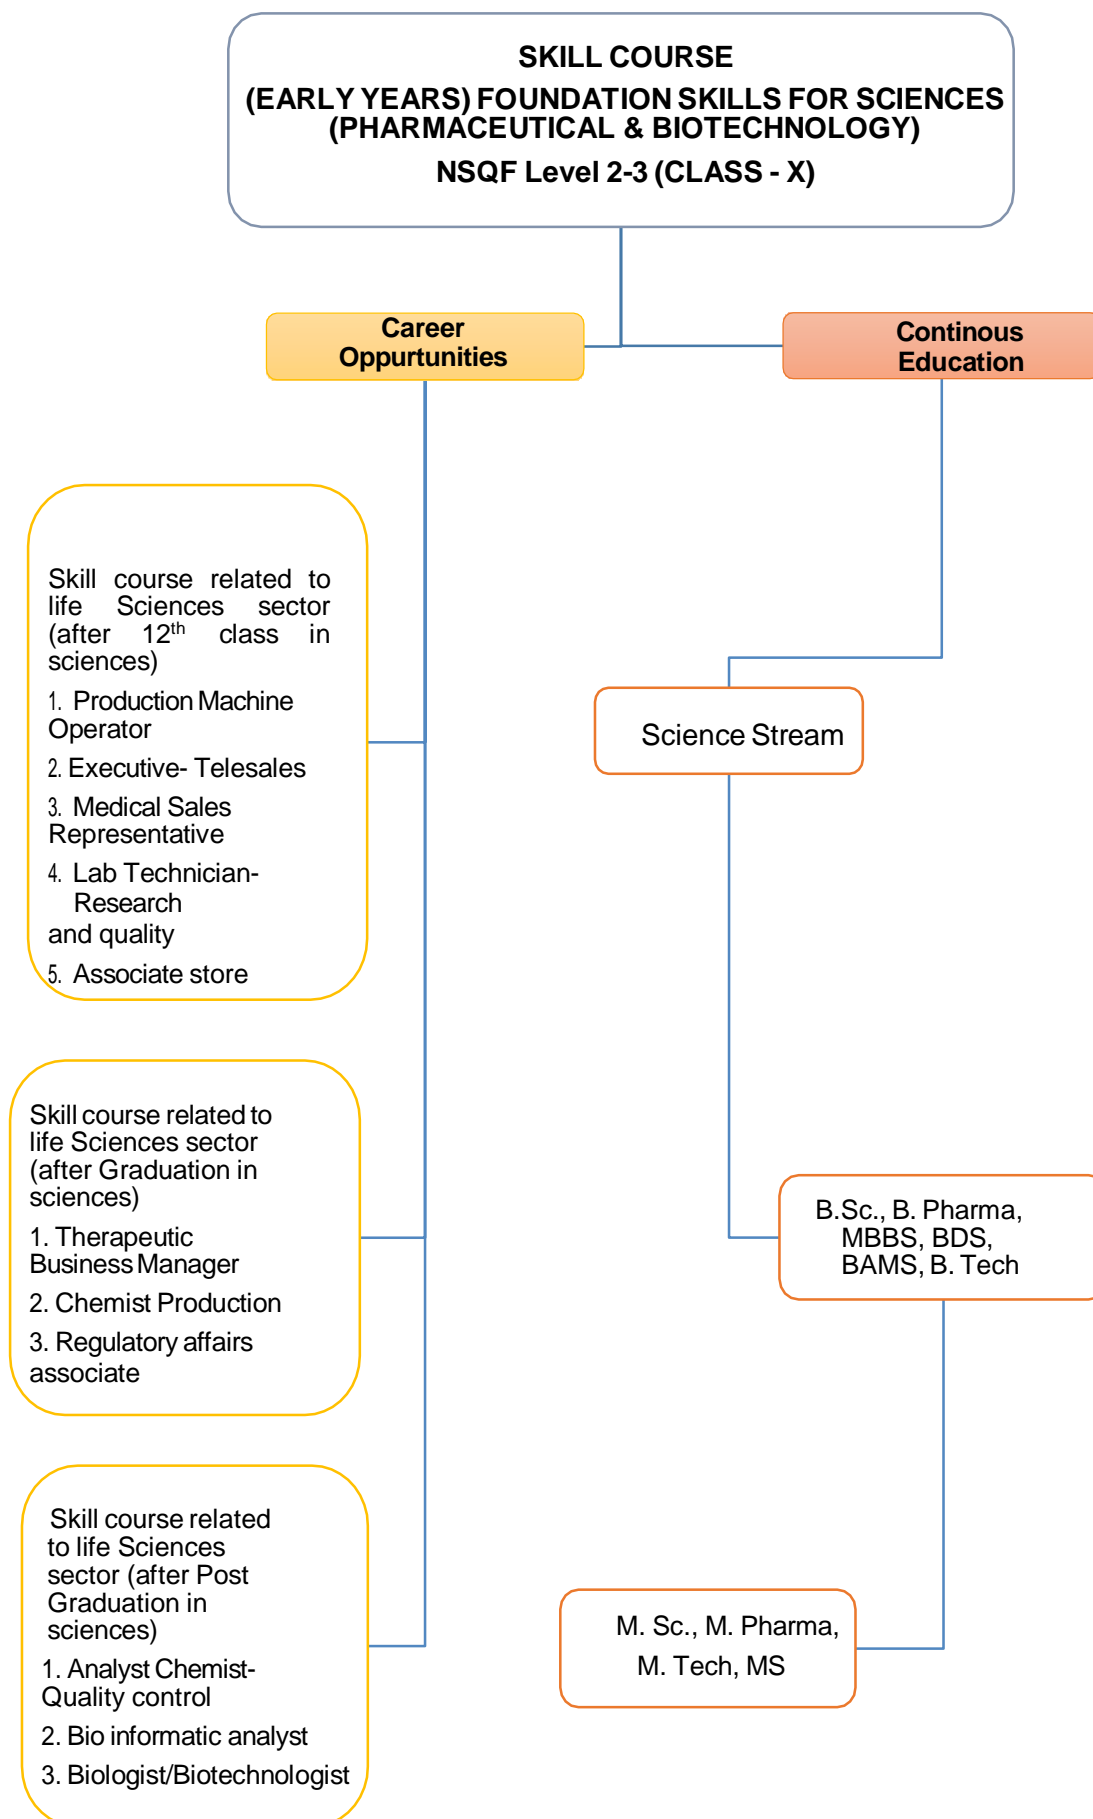 SKILL COURSE
(EARLY YEARS) FOUNDATION SKILLS FOR SCIENCES
(PHARMACEUTICAL & BIOTECHNOLOGY)
NSQF Level 2-3 (CLASS - X)
Career
Oppurtunities
Continous
Education
Skill course related to
life Sciences sector
(after 12th class in
sciences)
1. Production Machine
Operator
2. Executive- Telesales
3. Medical Sales
Representative
4. Lab Technician-
Research
and quality
5. Associate store
Science Stream
Skill course related to
life Sciences sector
(after Graduation in
sciences)
1. Therapeutic
Business Manager
2. Chemist Production
3. Regulatory affairs
associate
B.Sc., B. Pharma,
MBBS, BDS,
BAMS, B. Tech
Skill course related
to life Sciences
sector (after Post
Graduation in
sciences)
1. Analyst Chemist-
Quality control
2. Bio informatic analyst
3. Biologist/Biotechnologist
M. Sc., M. Pharma,
M. Tech, MS